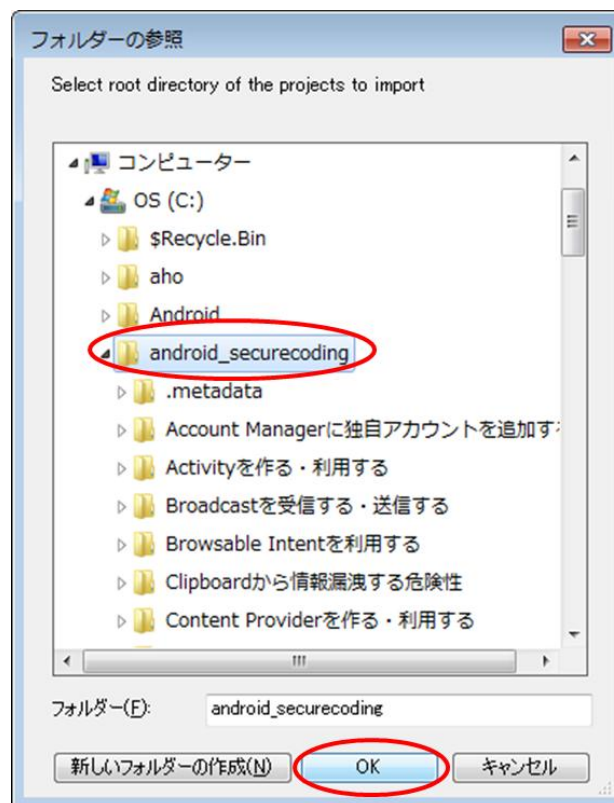 フォルダーの参照
Select root directory of the projects to import
コンピューター
OS (C:)
$Recycle.Bin
aho
Android
android_securecoding
.metadata
Account Managerに独自アカウントを追加す
Activityを作る・利用する
Broadcastを受信する・送信する
Browsable Intentを利用する
Clipboardから情報漏洩する危険性
Content Providerを作る・利用する
フォルダー(F): android_securecoding
新しいフォルダーの作成(N) OK キャンセル